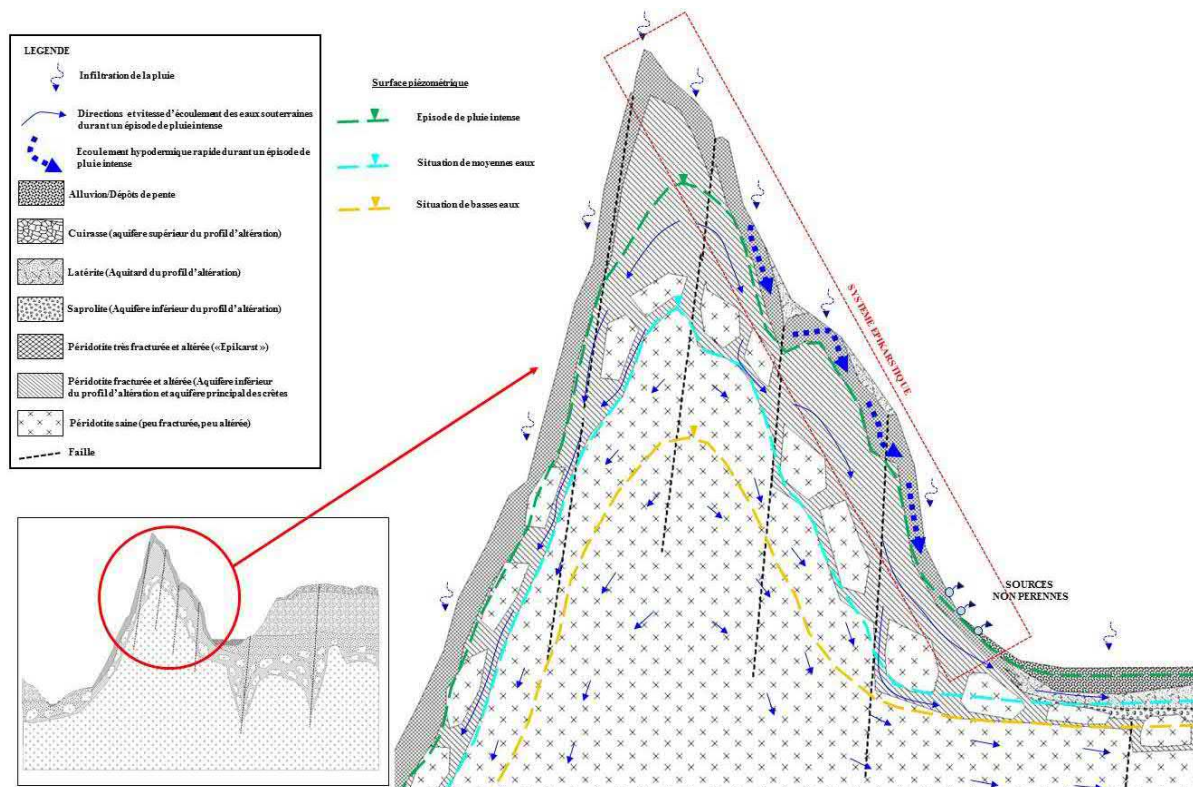 LEGENDE
Infiltration de la pluie
Directions et vitesse d'écoulement des eaux souterraines
durant un épisode de pluie intense
Ecoulement hypodermique rapide durant un épisode de
pluie intense
Alluvion/Dépôts de pente
Cuirasse (aquifère supérieur du profil d'altération)
Latérite (Aquitard du profil d'altération)
Saprolite (Aquifère inférieur du profil d'altération)
Péridotite très fracturée et altérée («Epikarst »)
Péridotite fracturée et altérée (Aquifère inférieur
du profil d'altération et aquifère principal des crêtes
Péridotite saine (peu fracturée, peu altérée)
Faille
Surface piézométrique
Episode de pluie intense
Situation de moyennes eaux
Situation de basses eaux
SYSTEME EPIKARSTIQUE
SOURCES
NON PERENNES